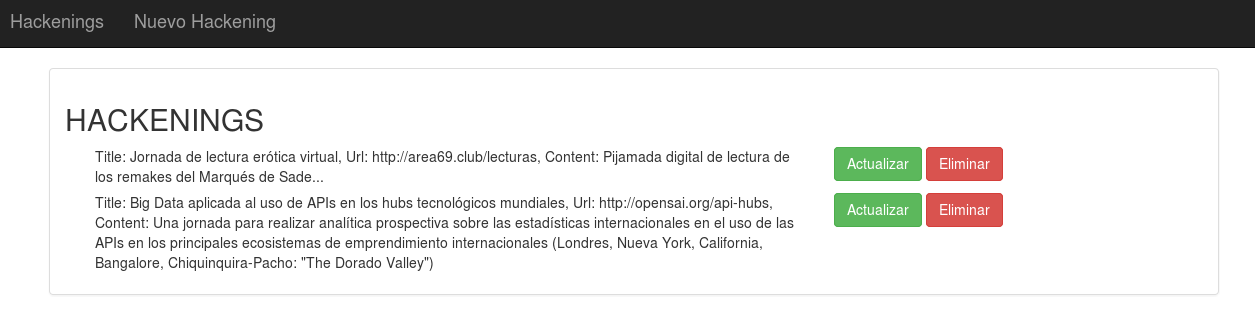 Hackenings Nuevo Hackening
HACKENINGS
Title: Jornada de lectura erótica virtual, Url: http://area69.club/lecturas, Content: Pijamada digital de lectura de
los remakes del Marqués de Sade...
Actualizar Eliminar
Title: Big Data aplicada al uso de APIs en los hubs tecnológicos mundiales, Url: http://opensai.org/api-hubs,
Content: Una jornada para realizar analítica prospectiva sobre las estadísticas internacionales en el uso de las
APIs en los principales ecosistemas de emprendimiento internacionales (Londres, Nueva York, California,
Bangalore, Chiquinquira-Pacho: "The Dorado Valley")
Actualizar Eliminar